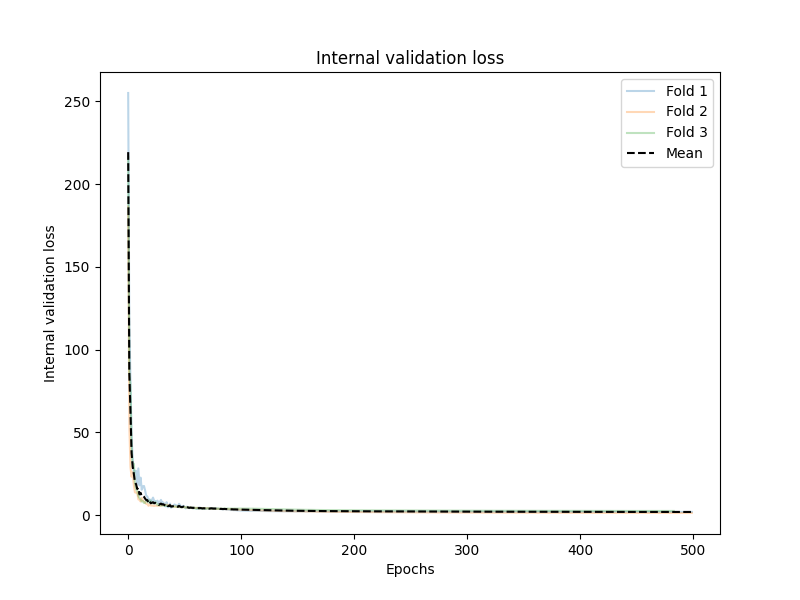 Internal validation loss
Fold 1
Fold 2
Fold 3
Mean
250
200
150
100
50
0
Internal validation loss
0 100 200 300 400 500
Epochs